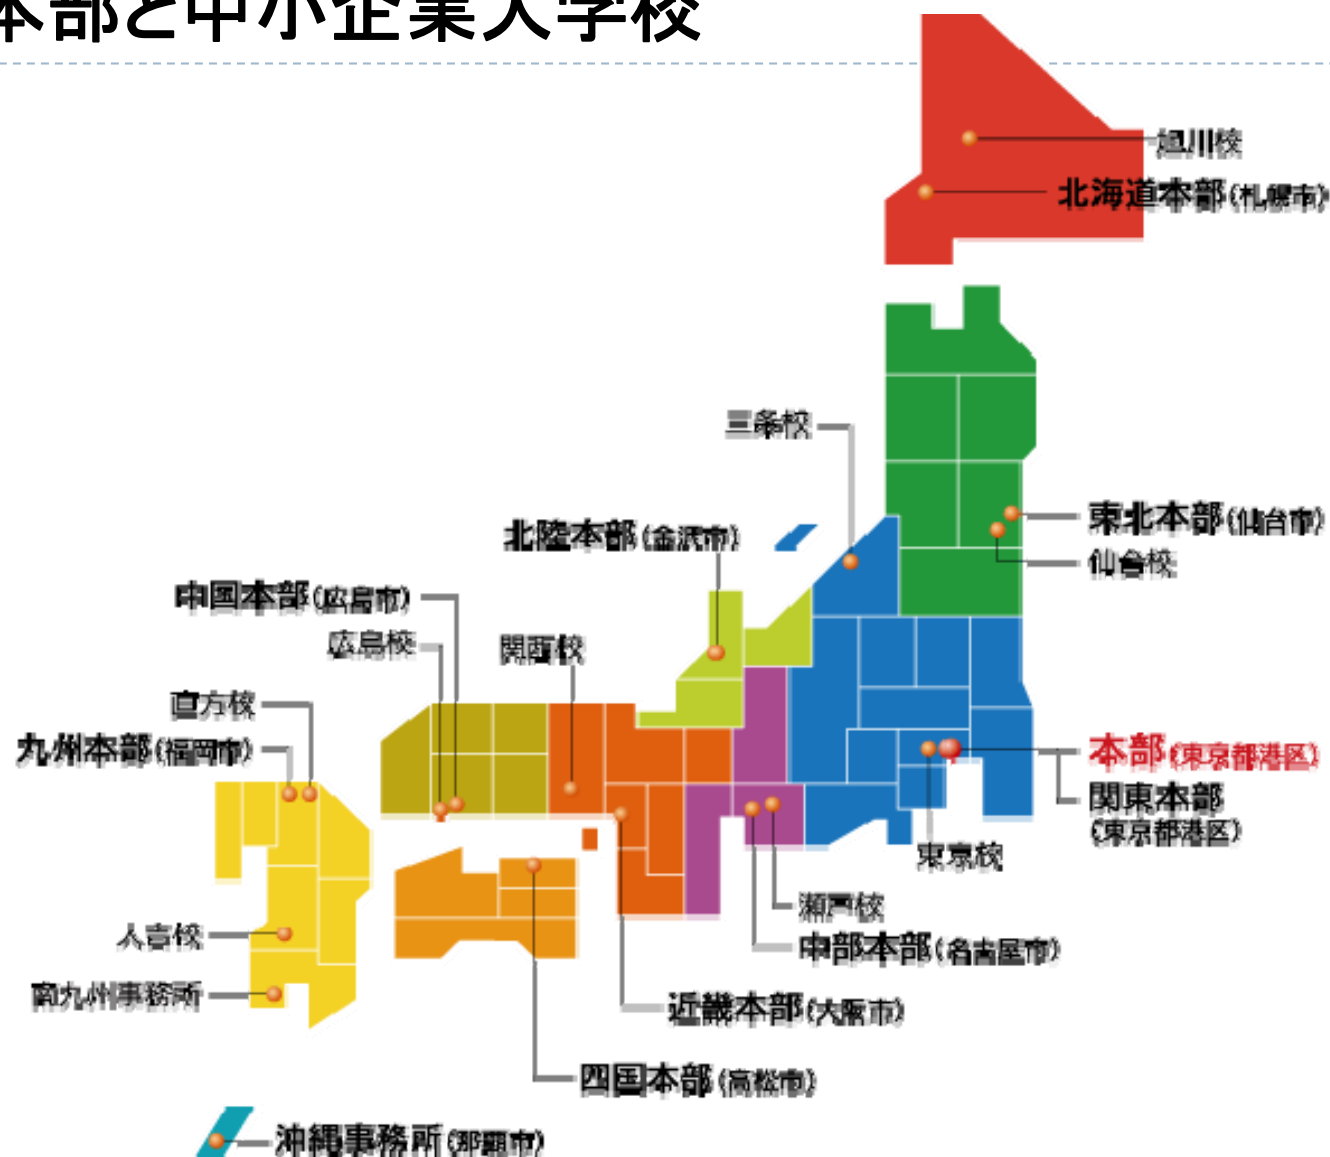 本部と中小企業大学校
旭川校
北海道本部(札幌市)
三条校
東北本部(仙台市)
北陸本部(金沢市)
仙台校
中国本部(広島市)
広島校
関西校
直方校
九州本部(福岡市)
本部(東京都港区)
関東本部
(東京都港区)
東京校
瀬戸校
人吉校
中部本部(名古屋市)
南九州事務所
近畿本部(大阪市)
四国本部(高松市)
沖縄事務所(那覇市)